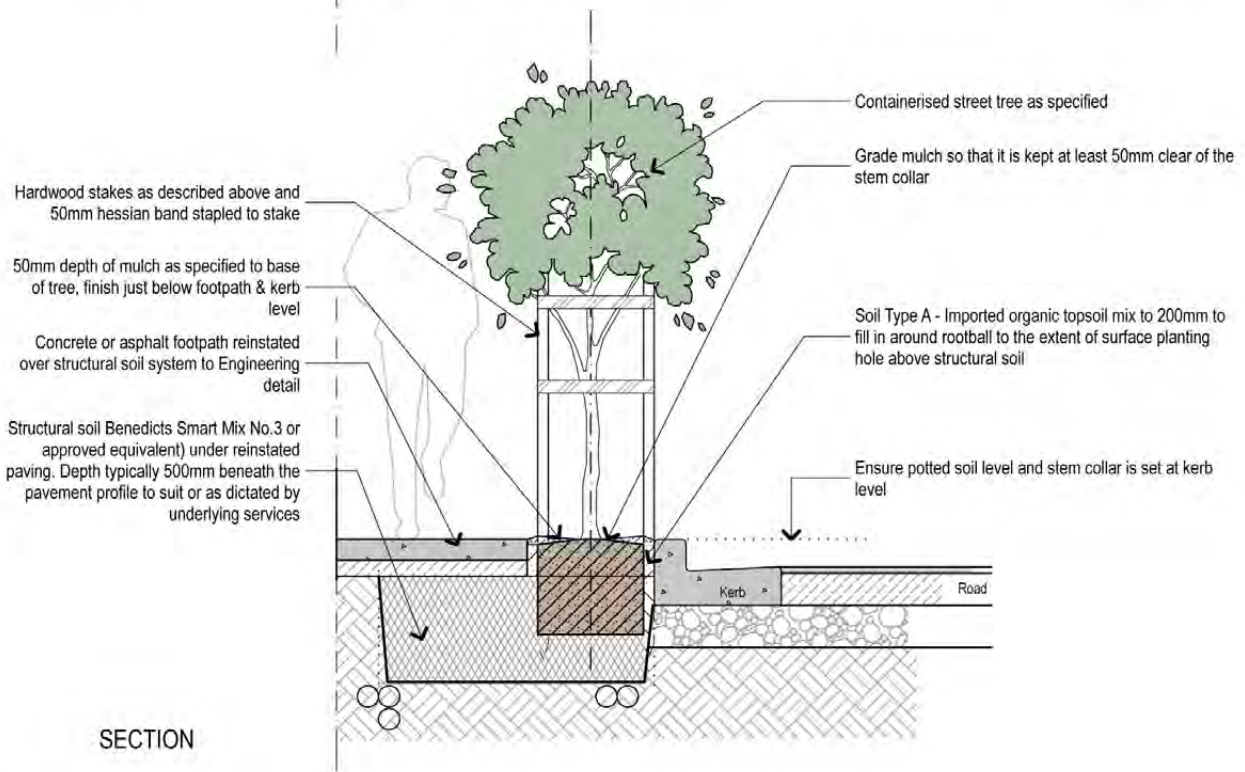 Containerised street tree as specified
Grade mulch so that it is kept at least 50mm clear of the
stem collar
Hardwood stakes as described above and
50mm hessian band stapled to stake
50mm depth of mulch as specified to base
of tree, finish just below footpath & kerb
level
Concrete or asphalt footpath reinstated
over structural soil system to Engineering
detail
Structural soil Benedicts Smart Mix No.3 or
approved equivalent) under reinstated
paving. Depth typically 500mm beneath the
pavement profile to suit or as dictated by
underlying services
Soil Type A - Imported organic topsoil mix to 200mm to
fill in around rootball to the extent of surface planting
hole above structural soil
Ensure potted soil level and stem collar is set at kerb
level
Kerb
Road
SECTION